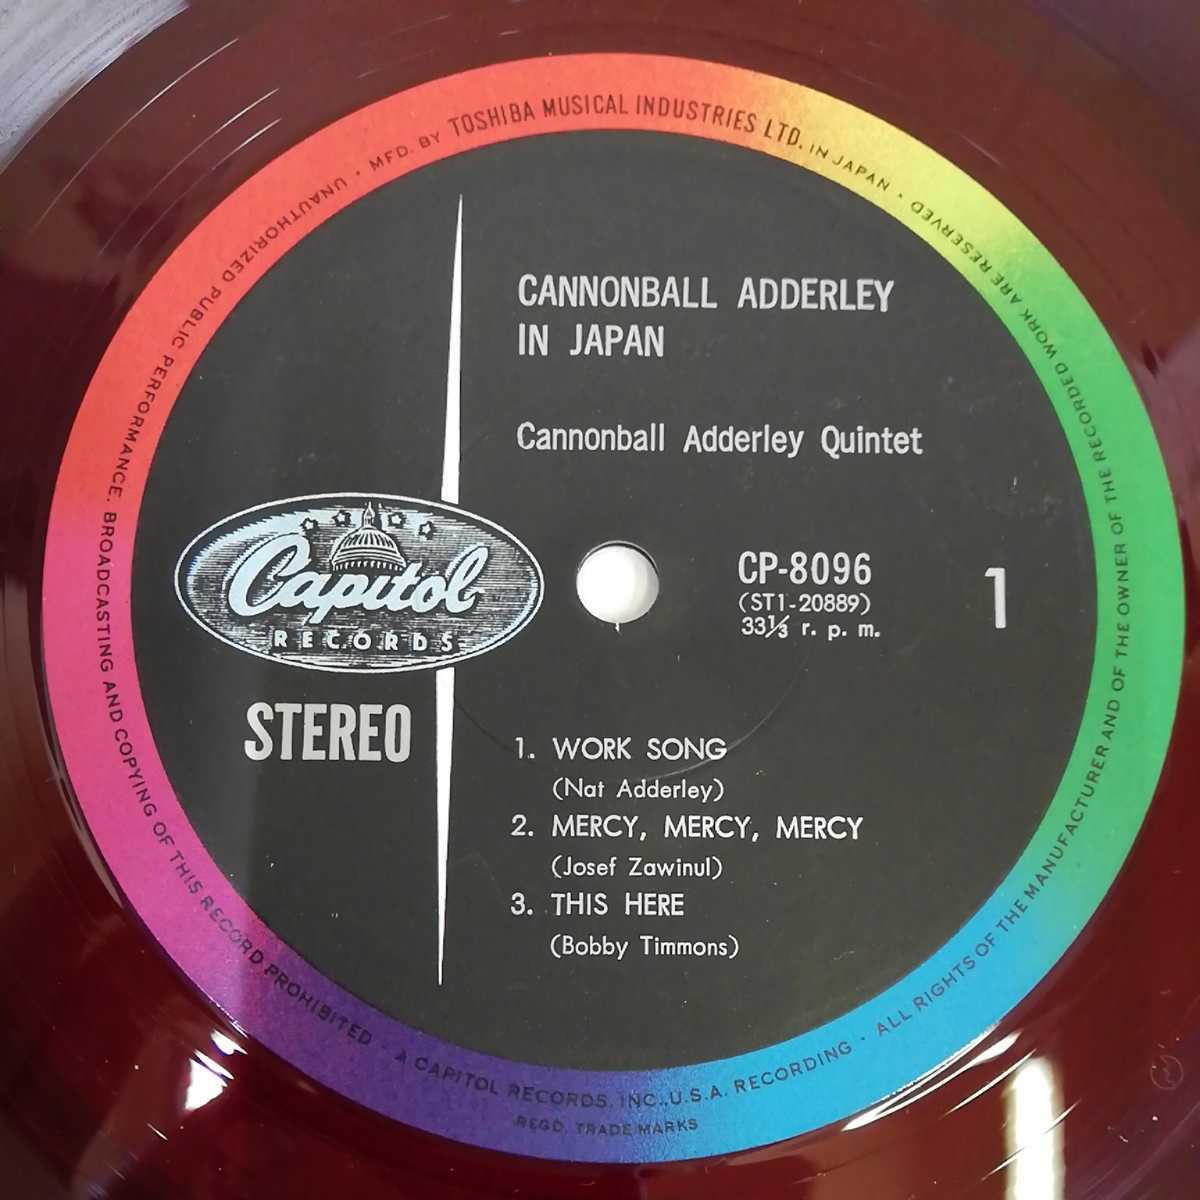 MFD. BY TOSHIBA MUSICAL INDUSTRIES LTD. IN JAPAN · ALL RIGHTS OF THE MANUFACTURER AND OF THE OWNER OF THE RECORDED WORK ARE RESERVED · UNAUTHORIZED PUBLIC PERFORMANCE, BROADCASTING AND COPYING OF THIS RECORD PROHIBITED · A CAPITOL RECORDS, INC., U.S.A. RECORDING ·
REGD. TRADE MARKS
CANNONBALL ADDERLEY
IN JAPAN
Cannonball Adderley Quintet
Capitol
RECORDS
STEREO
CP-8096
(ST1-20889)
33⅓ r. p. m.
1
1. WORK SONG
(Nat Adderley)
2. MERCY, MERCY, MERCY
(Josef Zawinul)
3. THIS HERE
(Bobby Timmons)